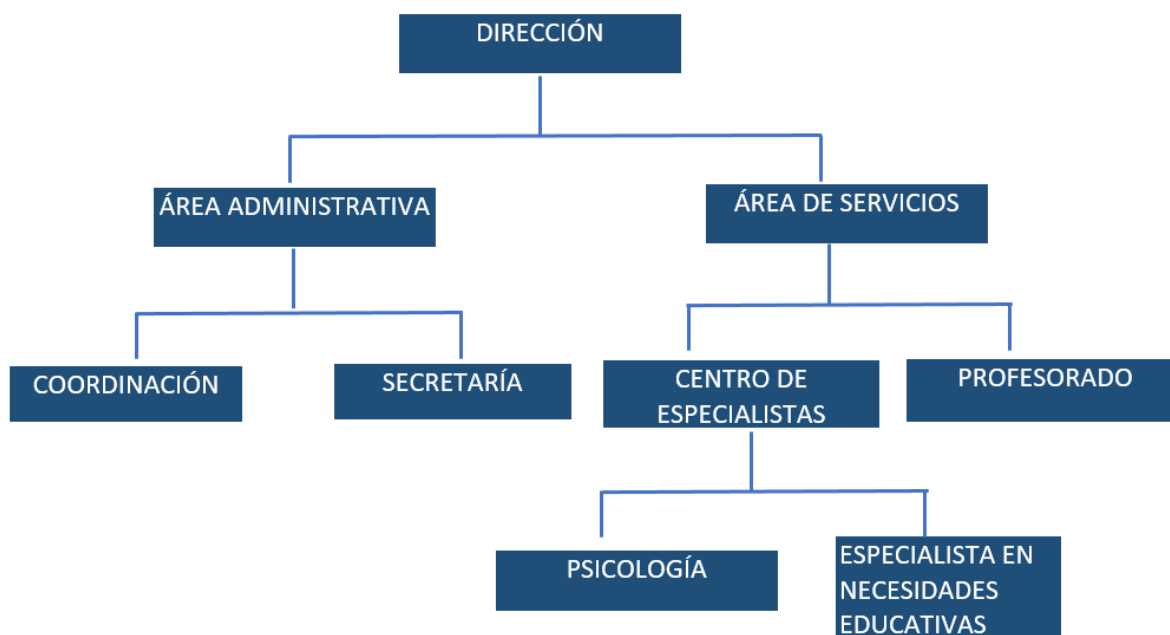 DIRECCIÓN
ÁREA ADMINISTRATIVA
ÁREA DE SERVICIOS
COORDINACIÓN
SECRETARÍA
CENTRO DE
ESPECIALISTAS
PROFESORADO
PSICOLOGÍA
ESPECIALISTA EN
NECESIDADES
EDUCATIVAS